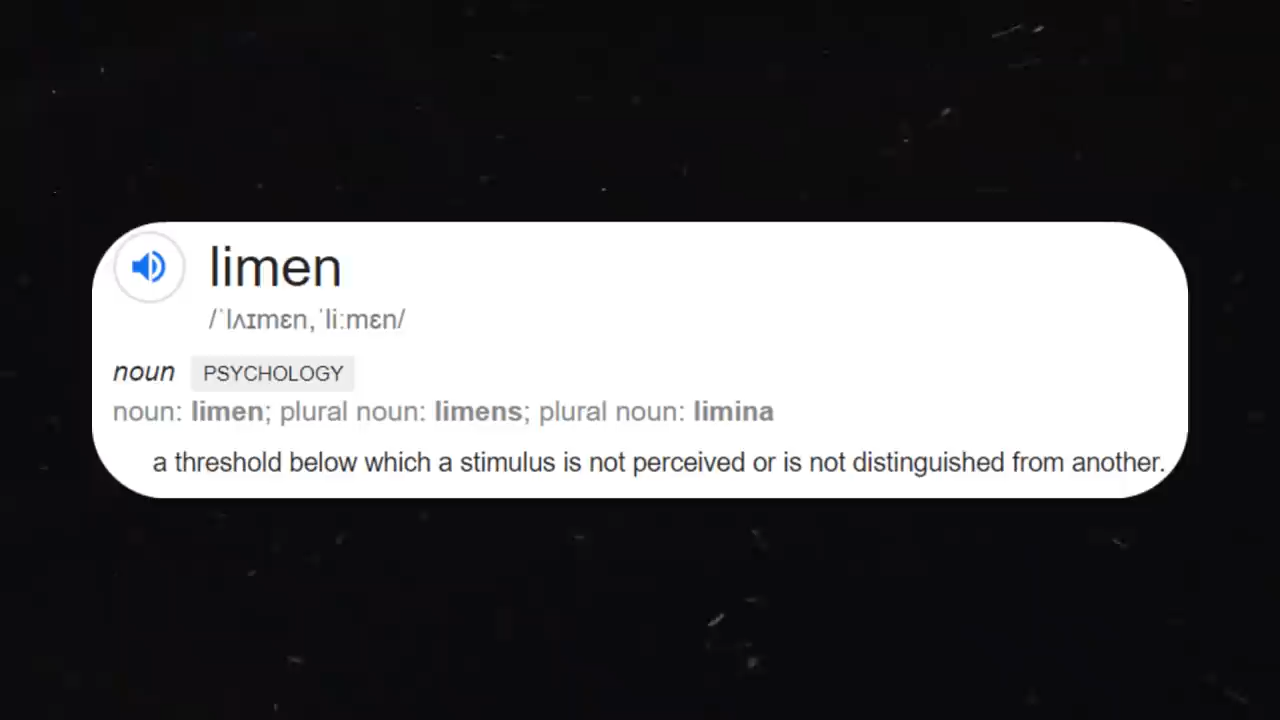 limen
/ˈlʌɪmɛn,ˈliːmɛn/
noun PSYCHOLOGY
noun: limen; plural noun: limens; plural noun: limina
a threshold below which a stimulus is not perceived or is not distinguished from another.